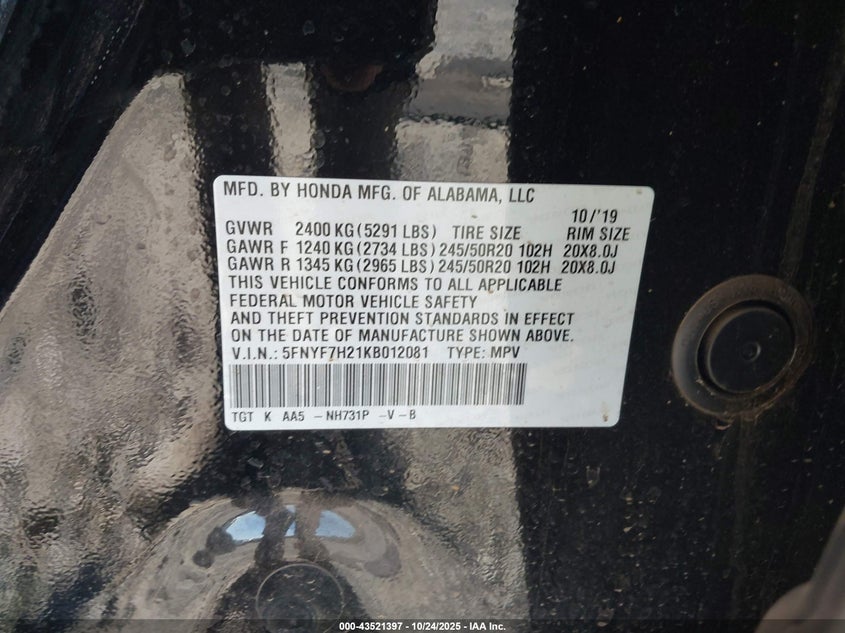 MFD. BY HONDA MFG. OF ALABAMA, LLC
10/'19
GVWR 2400 KG (5291 LBS) TIRE SIZE RIM SIZE
GAWR F 1240 KG (2734 LBS) 245/50R20 102H 20X8.0J
GAWR R 1345 KG (2965 LBS) 245/50R20 102H 20X8.0J
THIS VEHICLE CONFORMS TO ALL APPLICABLE
FEDERAL MOTOR VEHICLE SAFETY
AND THEFT PREVENTION STANDARDS IN EFFECT
ON THE DATE OF MANUFACTURE SHOWN ABOVE.
V.I.N.: 5FNYF7H21KB012081 TYPE: MPV
TGT K AA5 -NH731P -V-B
000-43521397 - 10/24/2025 - IAA Inc.